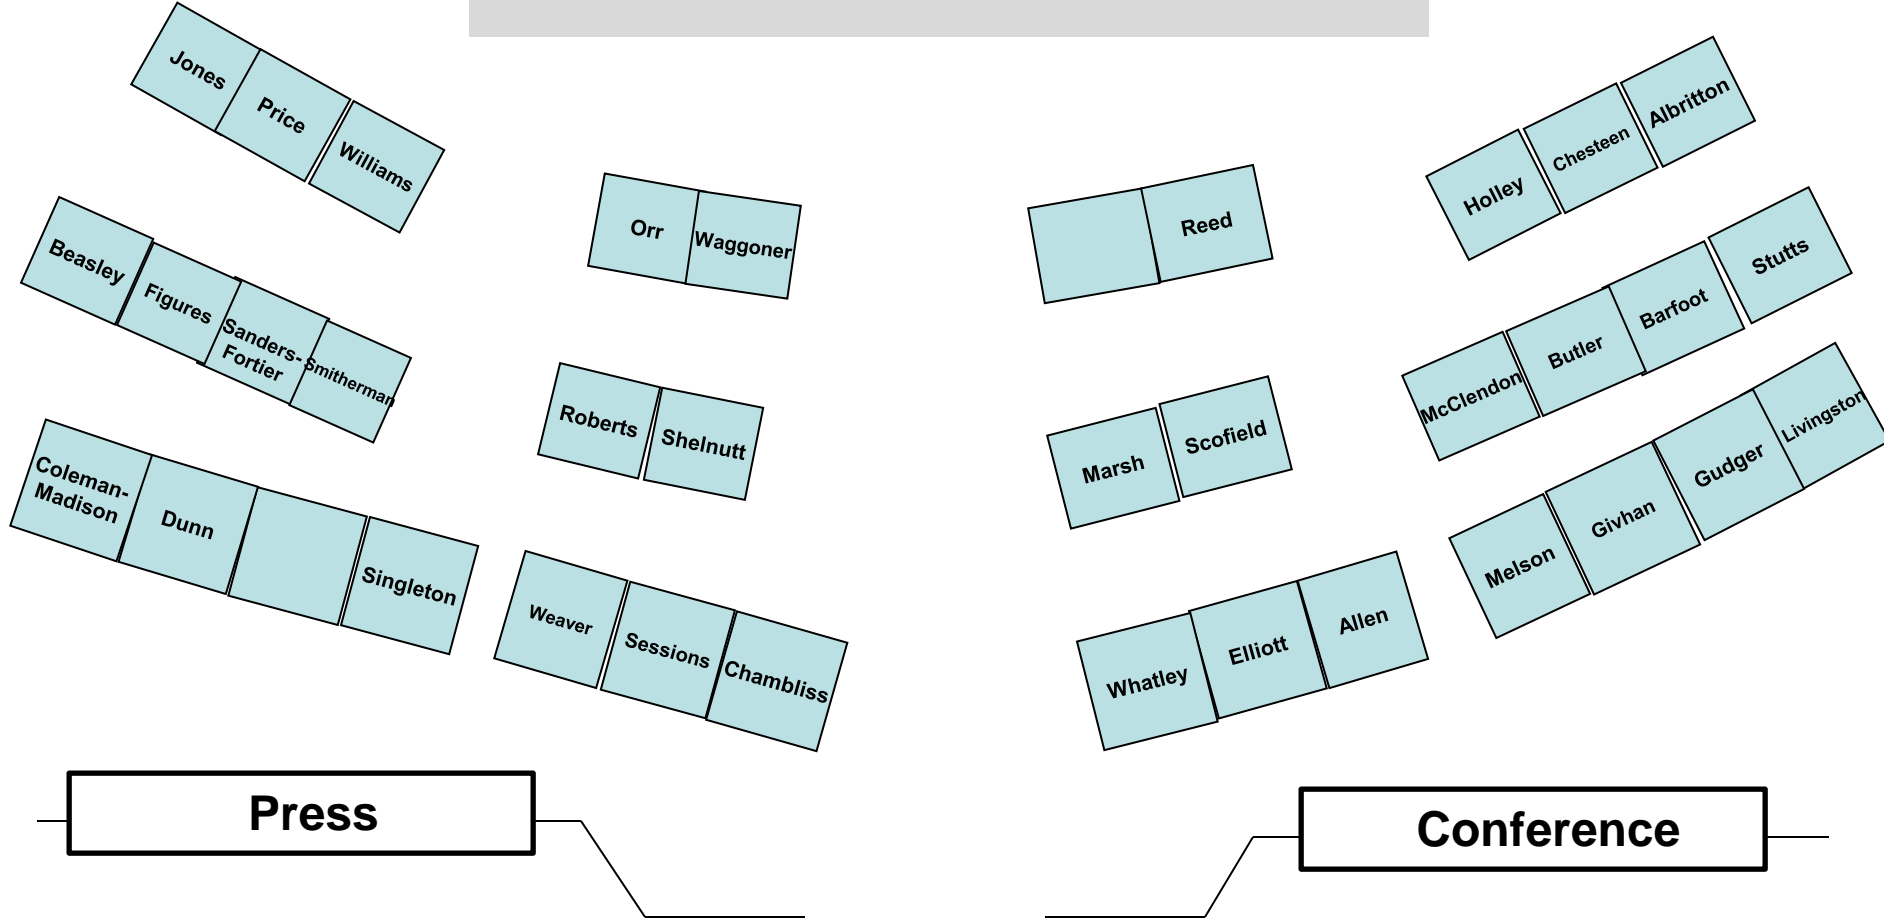 Jones
Price
Williams
Beasley
Figures
Sanders-
Fortier
Smitherman
Coleman-
Madison
Dunn
Singleton
Orr
Waggoner
Roberts
Shelnutt
Weaver
Sessions
Chambliss
Reed
Marsh
Scofield
Whatley
Elliott
Allen
Holley
Chesteen
Albritton
McClendon
Butler
Barfoot
Stutts
Melson
Givhan
Gudger
Livingston
Press
Conference